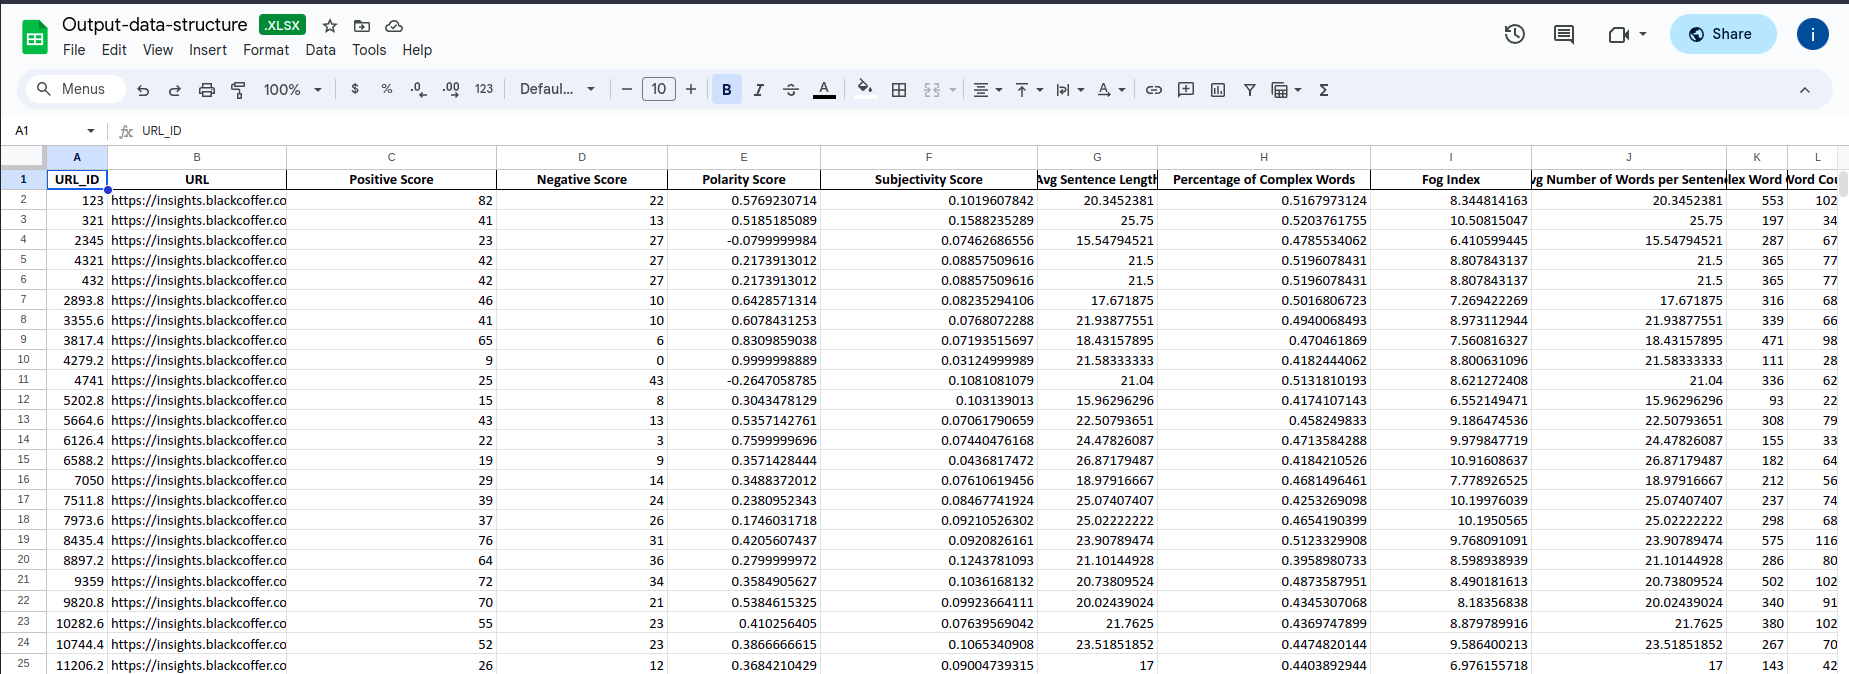 Output-data-structure .XLSX
File Edit View Insert Format Data Tools Help
Share i
Menus 100% $ % .0 .00 123 Defaul... − 10 + B I A A Σ
A1 fx URL_ID
A B C D E F G H I J K L
1 URL_ID URL Positive Score Negative Score Polarity Score Subjectivity Score Avg Sentence Length Percentage of Complex Words Fog Index vg Number of Words per Senten lex Word Word Cou
2 123 https://insights.blackcoffer.co 82 22 0.5769230714 0.1019607842 20.3452381 0.5167973124 8.344814163 20.3452381 553 102
3 321 https://insights.blackcoffer.co 41 13 0.5185185089 0.1588235289 25.75 0.5203761755 10.50815047 25.75 197 34
4 2345 https://insights.blackcoffer.co 23 27 -0.0799999984 0.07462686556 15.54794521 0.4785534062 6.410599445 15.54794521 287 67
5 4321 https://insights.blackcoffer.co 42 27 0.2173913012 0.08857509616 21.5 0.5196078431 8.807843137 21.5 365 77
6 432 https://insights.blackcoffer.co 42 27 0.2173913012 0.08857509616 21.5 0.5196078431 8.807843137 21.5 365 77
7 2893.8 https://insights.blackcoffer.co 46 10 0.6428571314 0.08235294106 17.671875 0.5016806723 7.269422269 17.671875 316 68
8 3355.6 https://insights.blackcoffer.co 41 10 0.6078431253 0.0768072288 21.93877551 0.4940068493 8.973112944 21.93877551 339 66
9 3817.4 https://insights.blackcoffer.co 65 6 0.8309859038 0.07193515697 18.43157895 0.470461869 7.560816327 18.43157895 471 98
10 4279.2 https://insights.blackcoffer.co 9 0 0.9999998889 0.03124999989 21.58333333 0.4182444062 8.800631096 21.58333333 111 28
11 4741 https://insights.blackcoffer.co 25 43 -0.2647058785 0.1081081079 21.04 0.5131810193 8.621272408 21.04 336 62
12 5202.8 https://insights.blackcoffer.co 15 8 0.3043478129 0.103139013 15.96296296 0.4174107143 6.552149471 15.96296296 93 22
13 5664.6 https://insights.blackcoffer.co 43 13 0.5357142761 0.07061790659 22.50793651 0.458249833 9.186474536 22.50793651 308 79
14 6126.4 https://insights.blackcoffer.co 22 3 0.7599999696 0.07440476168 24.47826087 0.4713584288 9.979847719 24.47826087 155 33
15 6588.2 https://insights.blackcoffer.co 19 9 0.3571428444 0.0436817472 26.87179487 0.4184210526 10.91608637 26.87179487 182 64
16 7050 https://insights.blackcoffer.co 29 14 0.3488372012 0.07610619456 18.97916667 0.4681496461 7.778926525 18.97916667 212 56
17 7511.8 https://insights.blackcoffer.co 39 24 0.2380952343 0.08467741924 25.07407407 0.4253269098 10.19976039 25.07407407 237 74
18 7973.6 https://insights.blackcoffer.co 37 26 0.1746031718 0.09210526302 25.02222222 0.4654190399 10.1950565 25.02222222 298 68
19 8435.4 https://insights.blackcoffer.co 76 31 0.4205607437 0.0920826161 23.90789474 0.5123329908 9.768091091 23.90789474 575 116
20 8897.2 https://insights.blackcoffer.co 64 36 0.2799999972 0.1243781093 21.10144928 0.3958980733 8.598938939 21.10144928 286 80
21 9359 https://insights.blackcoffer.co 72 34 0.3584905627 0.1036168132 20.73809524 0.4873587951 8.490181613 20.73809524 502 102
22 9820.8 https://insights.blackcoffer.co 70 21 0.5384615325 0.09923664111 20.02439024 0.4345307068 8.18356838 20.02439024 340 91
23 10282.6 https://insights.blackcoffer.co 55 23 0.410256405 0.07639569042 21.7625 0.4369747899 8.879789916 21.7625 380 102
24 10744.4 https://insights.blackcoffer.co 52 23 0.3866666615 0.1065340908 23.51851852 0.4474820144 9.586400213 23.51851852 267 70
25 11206.2 https://insights.blackcoffer.co 26 12 0.3684210429 0.09004739315 17 0.4403892944 6.976155718 17 143 42